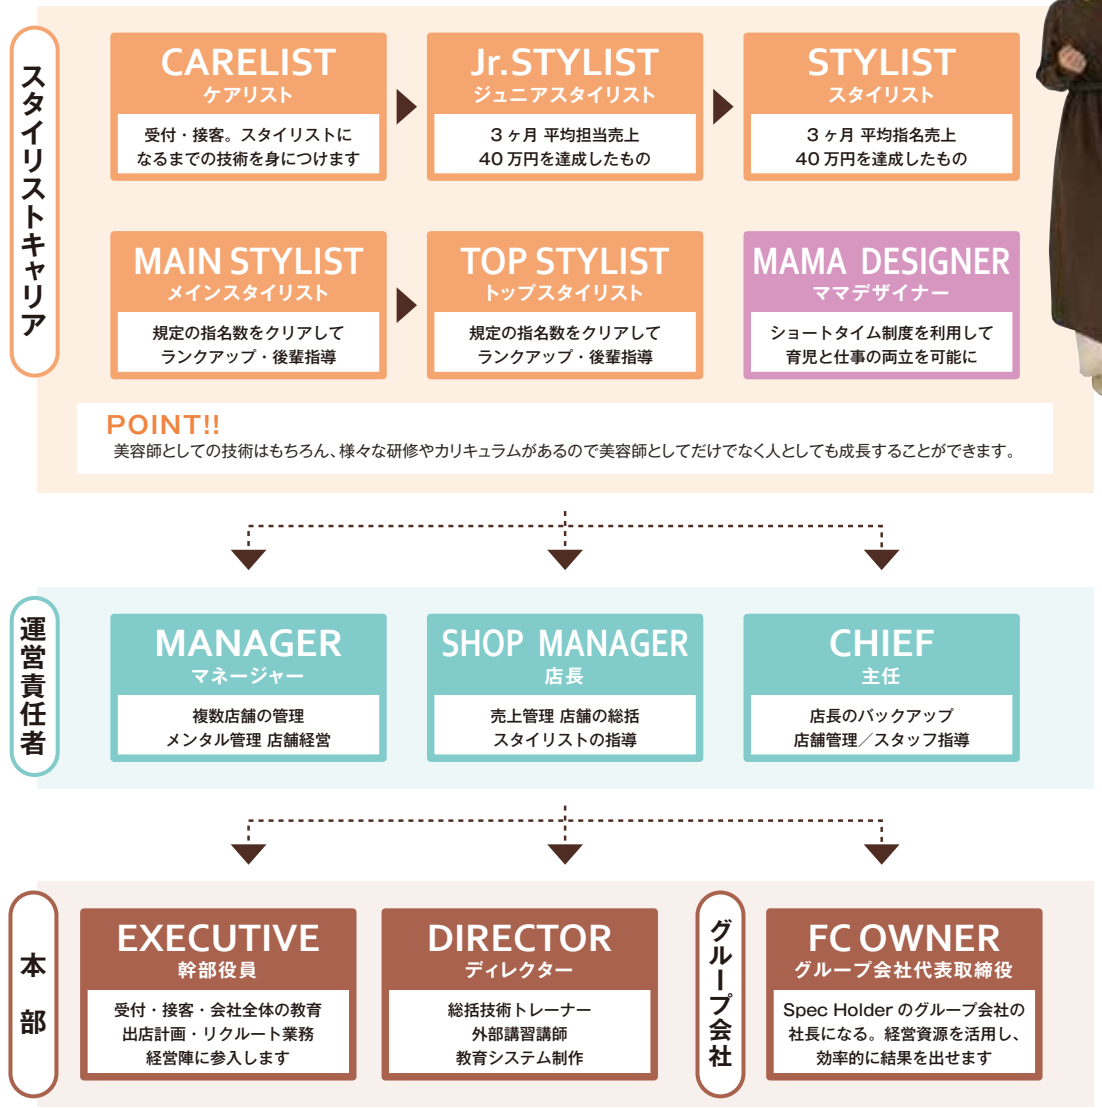 スタイリストキャリア
CARELIST
ケアリスト
受付・接客。スタイリストに
なるまでの技術を身につけます
Jr.STYLIST
ジュニアスタイリスト
3ヶ月 平均担当売上
40万円を達成したもの
STYLIST
スタイリスト
3ヶ月 平均指名売上
40万円を達成したもの
MAIN STYLIST
メインスタイリスト
規定の指名数をクリアして
ランクアップ・後輩指導
TOP STYLIST
トップスタイリスト
規定の指名数をクリアして
ランクアップ・後輩指導
MAMA DESIGNER
ママデザイナー
ショートタイム制度を利用して
育児と仕事の両立を可能に
POINT!!
美容師としての技術はもちろん、様々な研修やカリキュラムがあるので美容師としてだけでなく人としても成長することができます。
運営責任者
MANAGER
マネージャー
複数店舗の管理
メンタル管理 店舗経営
SHOP MANAGER
店長
売上管理 店舗の総括
スタイリストの指導
CHIEF
主任
店長のバックアップ
店舗管理／スタッフ指導
本部
EXECUTIVE
幹部役員
受付・接客・会社全体の教育
出店計画・リクルート業務
経営陣に参入します
DIRECTOR
ディレクター
総括技術トレーナー
外部講習講師
教育システム制作
グループ会社
FC OWNER
グループ会社代表取締役
Spec Holder のグループ会社の
社長になる。経営資源を活用し、
効率的に結果を出せます